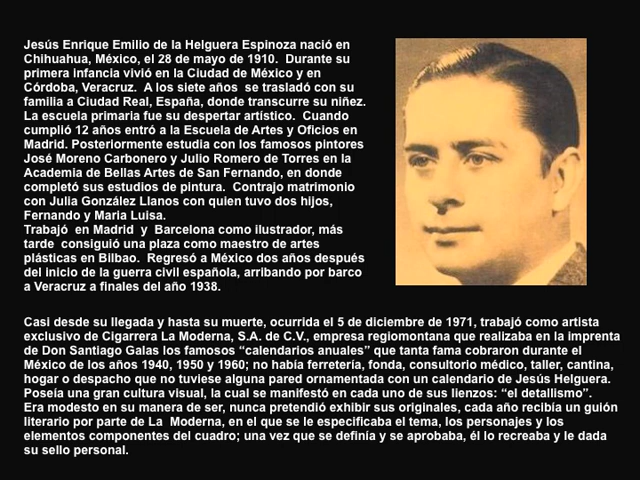 Jesús Enrique Emilio de la Helguera Espinoza nació en
Chihuahua, México, el 28 de mayo de 1910.  Durante su
primera infancia vivió en la Ciudad de México y en
Córdoba, Veracruz.  A los siete años  se trasladó con su
familia a Ciudad Real, España, donde transcurre su niñez.
La escuela primaria fue su despertar artístico.  Cuando
cumplió 12 años entró a la Escuela de Artes y Oficios en
Madrid. Posteriormente estudia con los famosos pintores
José Moreno Carbonero y Julio Romero de Torres en la
Academia de Bellas Artes de San Fernando, en donde
completó sus estudios de pintura.  Contrajo matrimonio
con Julia González Llanos con quien tuvo dos hijos,
Fernando y Maria Luisa.
Trabajó  en Madrid  y  Barcelona como ilustrador, más
tarde  consiguió una plaza como maestro de artes
plásticas en Bilbao.  Regresó a México dos años después
del inicio de la guerra civil española, arribando por barco
a Veracruz a finales del año 1938.
Casi desde su llegada y hasta su muerte, ocurrida el 5 de diciembre de 1971, trabajó como artista
exclusivo de Cigarrera La Moderna, S.A. de C.V., empresa regiomontana que realizaba en la imprenta
de Don Santiago Galas los famosos “calendarios anuales” que tanta fama cobraron durante el
México de los años 1940, 1950 y 1960; no había ferretería, fonda, consultorio médico, taller, cantina,
hogar o despacho que no tuviese alguna pared ornamentada con un calendario de Jesús Helguera.
Poseía una gran cultura visual, la cual se manifestó en cada uno de sus lienzos: “el detallismo”.
Era modesto en su manera de ser, nunca pretendió exhibir sus originales, cada año recibía un guión
literario por parte de La  Moderna, en el que se le especificaba el tema, los personajes y los
elementos componentes del cuadro; una vez que se definía y se aprobaba, él lo recreaba y le dada
su sello personal.